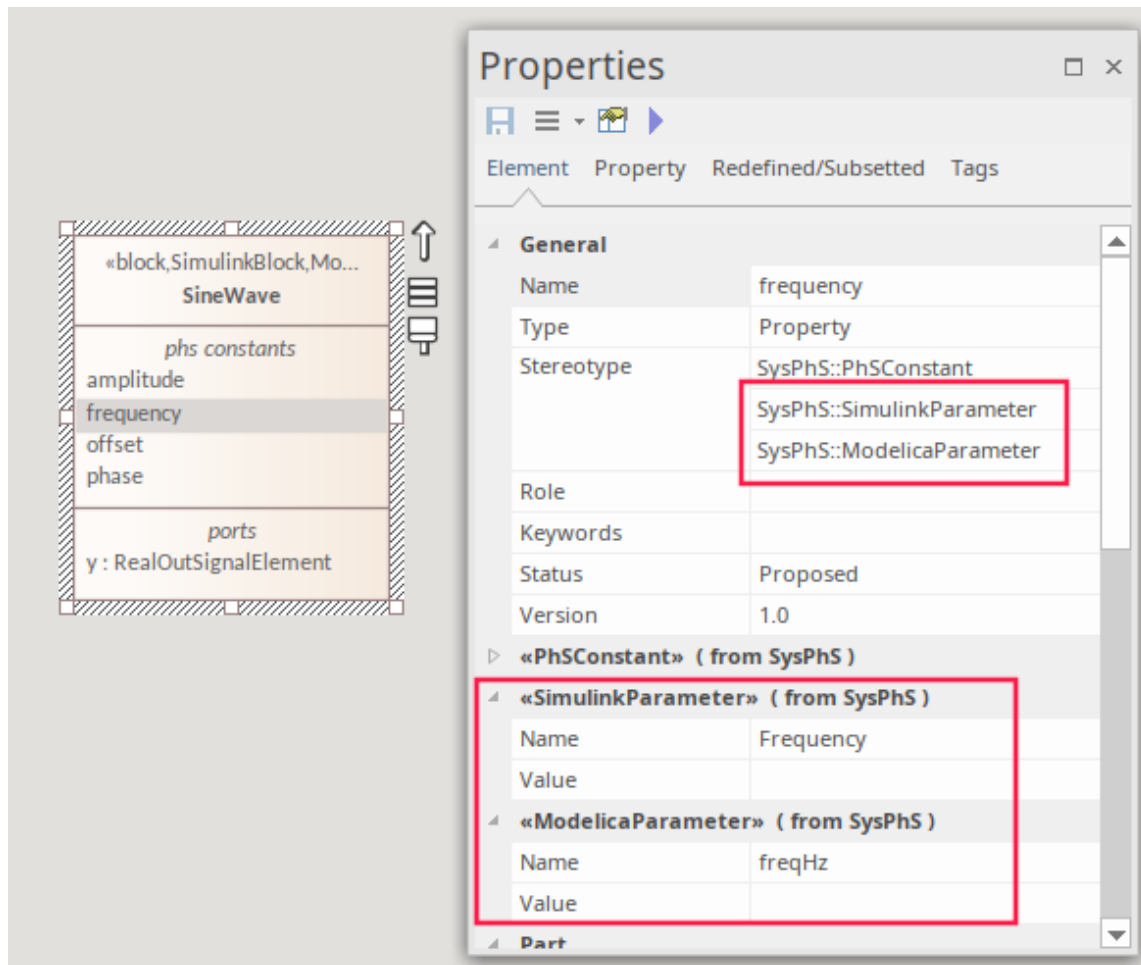 «block,SimulinkBlock,Mo...
SineWave
phs constants
amplitude
frequency
offset
phase
ports
y : RealOutSignalElement
Properties
Element Property Redefined/Subsetted Tags
General
Name frequency
Type Property
Stereotype SysPhS::PhSConstant
SysPhS::SimulinkParameter
SysPhS::ModelicaParameter
Role
Keywords
Status Proposed
Version 1.0
«PhSConstant» ( from SysPhS )
«SimulinkParameter» ( from SysPhS )
Name Frequency
Value
«ModelicaParameter» ( from SysPhS )
Name freqHz
Value
Part